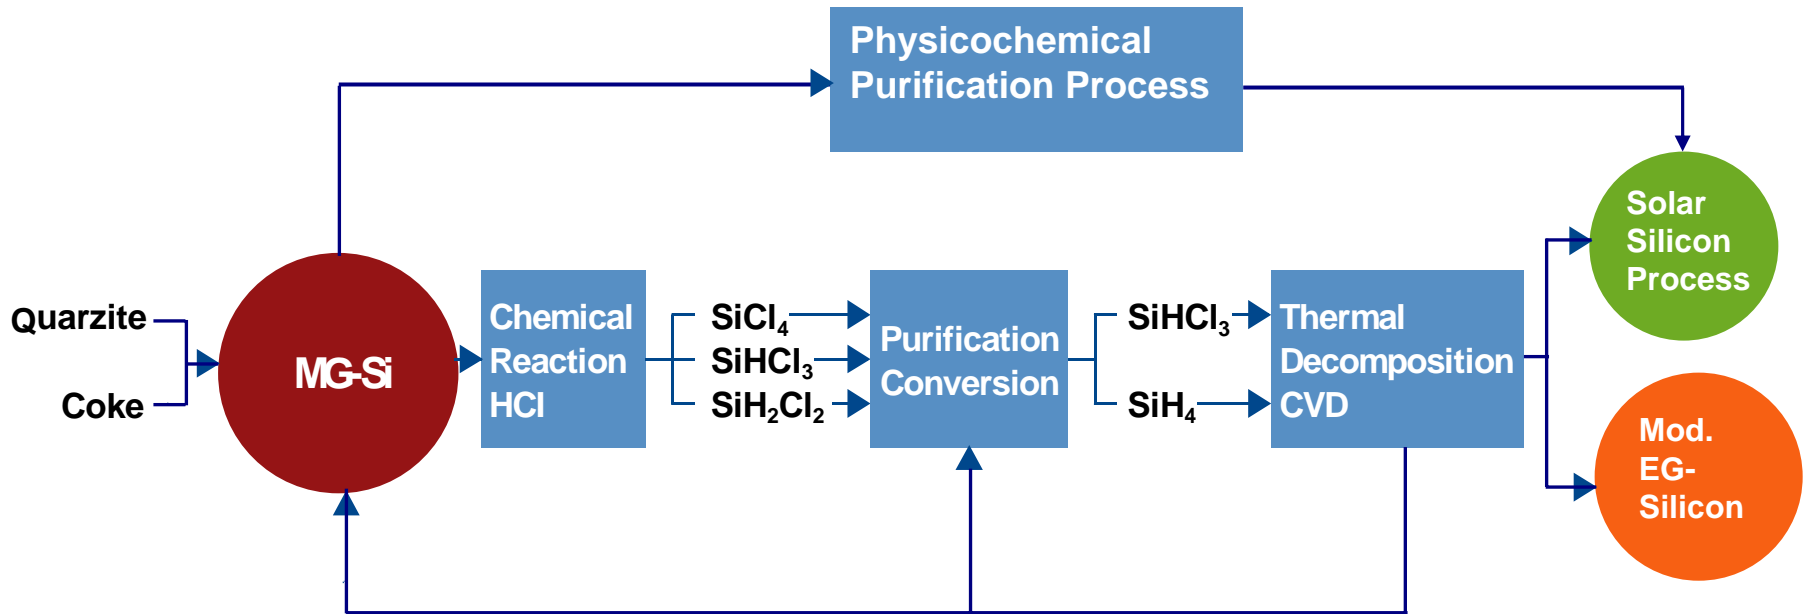 Physicochemical
Purification Process
Solar
Silicon
Process
Quarzite
Coke
MG-Si
Chemical
Reaction
HCl
SiCl₄
SiHCl₃
SiH₂Cl₂
Purification
Conversion
SiHCl₃
SiH₄
Thermal
Decomposition
CVD
Mod.
EG-
Silicon